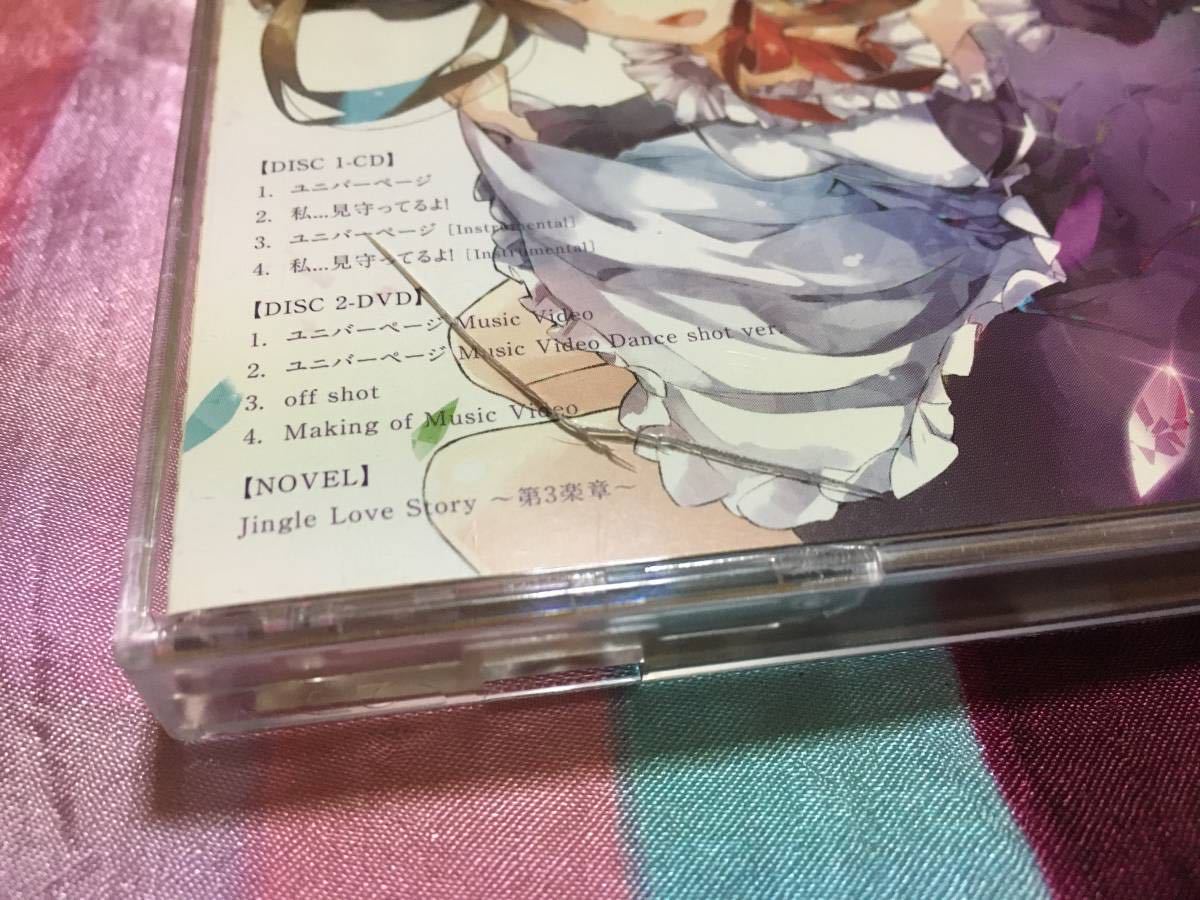 【DISC 1-CD】
1. ユニバーページ
2. 私…見守ってるよ!
3. ユニバーページ [Instrumental]
4. 私…見守ってるよ! [Instrumental]
【DISC 2-DVD】
1. ユニバーページ Music Video
2. ユニバーページ Music Video Dance shot ver.
3. off shot
4. Making of Music Video
【NOVEL】
Jingle Love Story ～第3楽章～